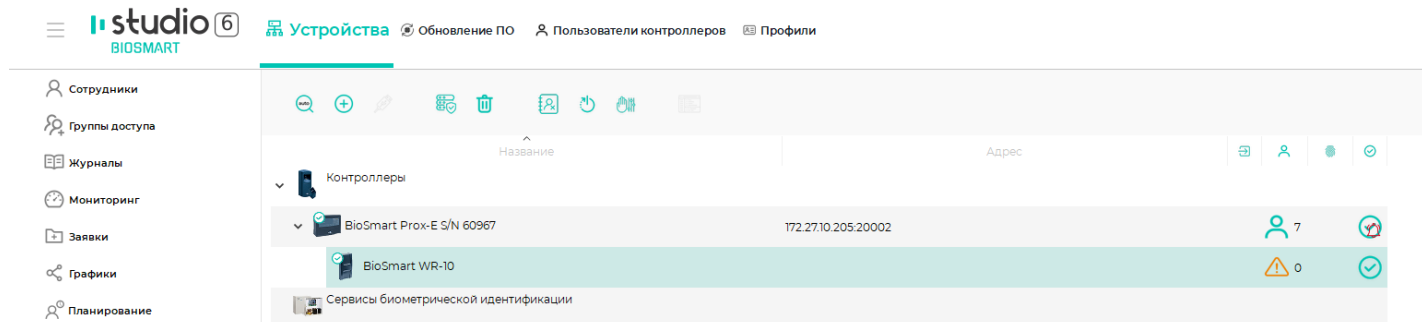 studio 6
BIOSMART
Устройства Обновление ПО Пользователи контроллеров Профили
Сотрудники
Группы доступа
Журналы
Мониторинг
Заявки
Графики
Планирование
auto
Название Адрес
Контроллеры
BioSmart Prox-E S/N 60967 172.27.10.205:20002 7
BioSmart WR-10 0
Сервисы биометрической идентификации